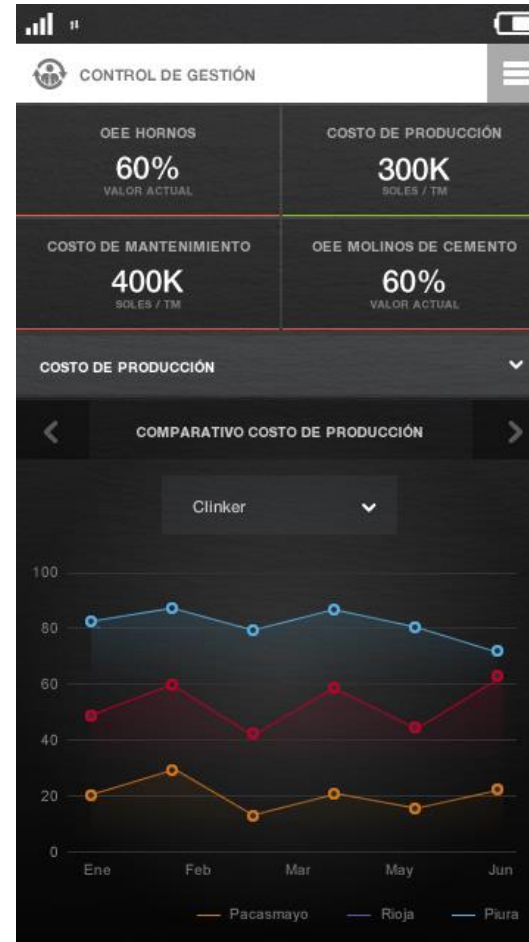 CONTROL DE GESTIÓN
OEE HORNOS
60%
VALOR ACTUAL
COSTO DE PRODUCCIÓN
300K
SOLES / TM
COSTO DE MANTENIMIENTO
400K
SOLES / TM
OEE MOLINOS DE CEMENTO
60%
VALOR ACTUAL
COSTO DE PRODUCCIÓN
COMPARATIVO COSTO DE PRODUCCIÓN
Clinker
100
80
60
40
20
0
Ene Feb Mar May Jun
Pacasmayo Rioja Piura